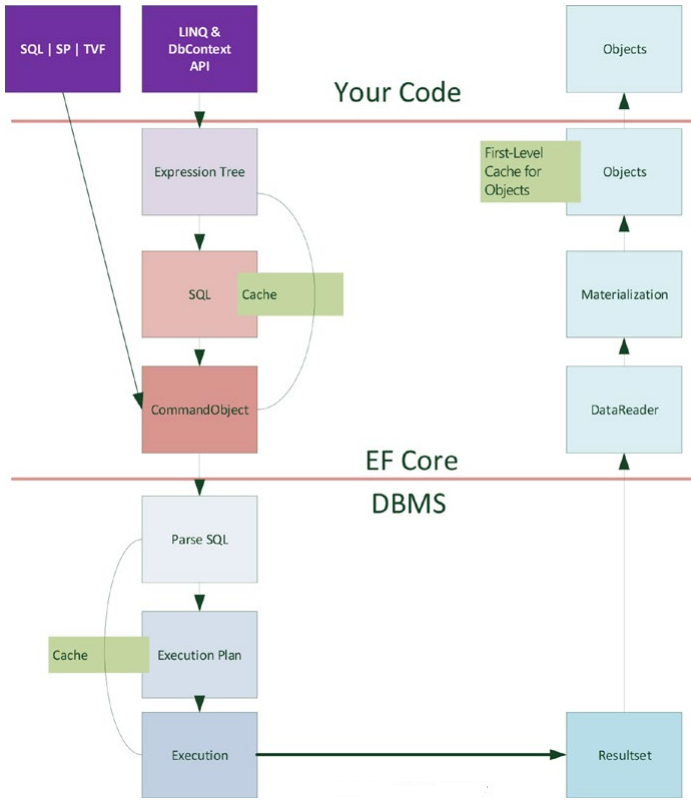 SQL | SP | TVF
LINQ &
DbContext
API
Objects
Your Code
Expression Tree
First-Level
Cache for
Objects
Objects
SQL
Cache
Materialization
CommandObject
DataReader
EF Core
DBMS
Parse SQL
Cache
Execution Plan
Execution
Resultset